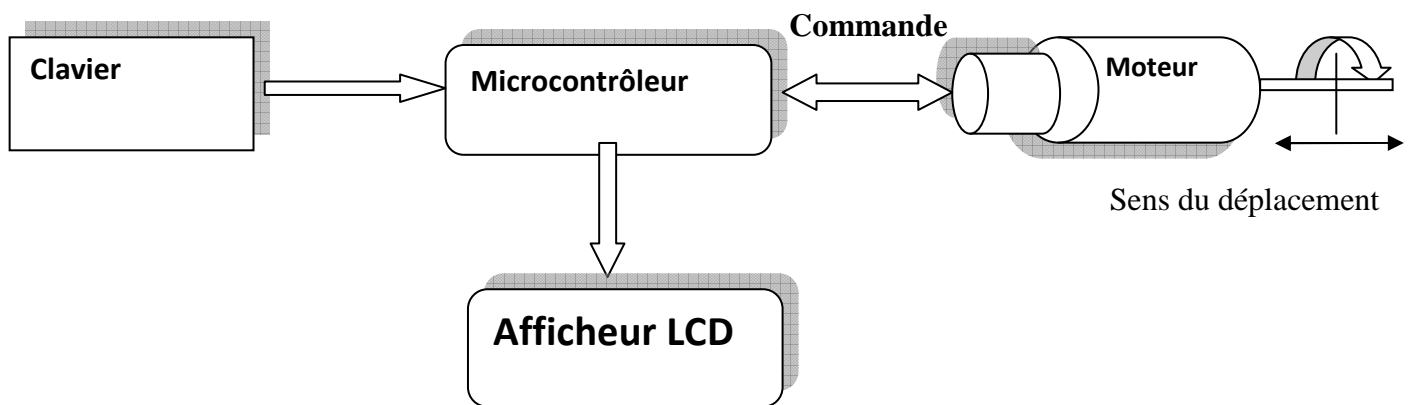 Commande
Clavier
Microcontrôleur
Moteur
Sens du déplacement
Afficheur LCD